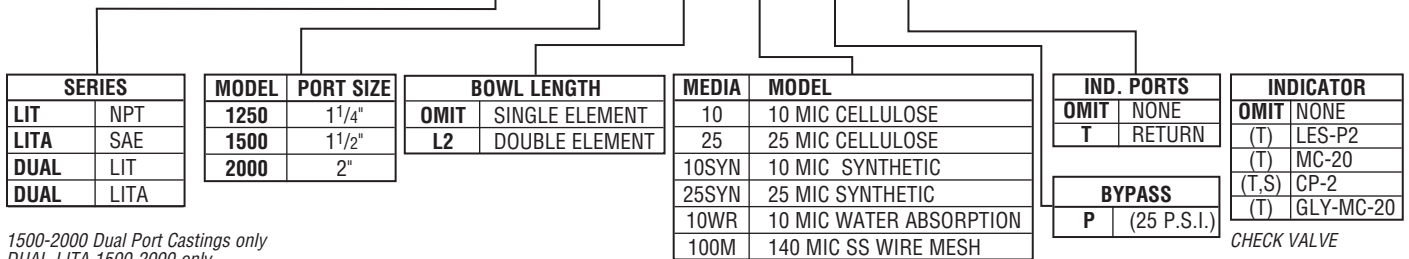 SERIES
LIT NPT
LITA SAE
DUAL LIT
DUAL LITA
1500-2000 Dual Port Castings only
DUAL LITA 1500-2000 only
MODEL PORT SIZE
1250 1 1/4"
1500 1 1/2"
2000 2"
BOWL LENGTH
OMIT SINGLE ELEMENT
L2 DOUBLE ELEMENT
MEDIA MODEL
10 10 MIC CELLULOSE
25 25 MIC CELLULOSE
10SYN 10 MIC SYNTHETIC
25SYN 25 MIC SYNTHETIC
10WR 10 MIC WATER ABSORPTION
100M 140 MIC SS WIRE MESH
IND. PORTS
OMIT NONE
T RETURN
BYPASS
P (25 P.S.I.)
INDICATOR
OMIT NONE
(T) LES-P2
(T) MC-20
(T,S) CP-2
(T) GLY-MC-20
CHECK VALVE